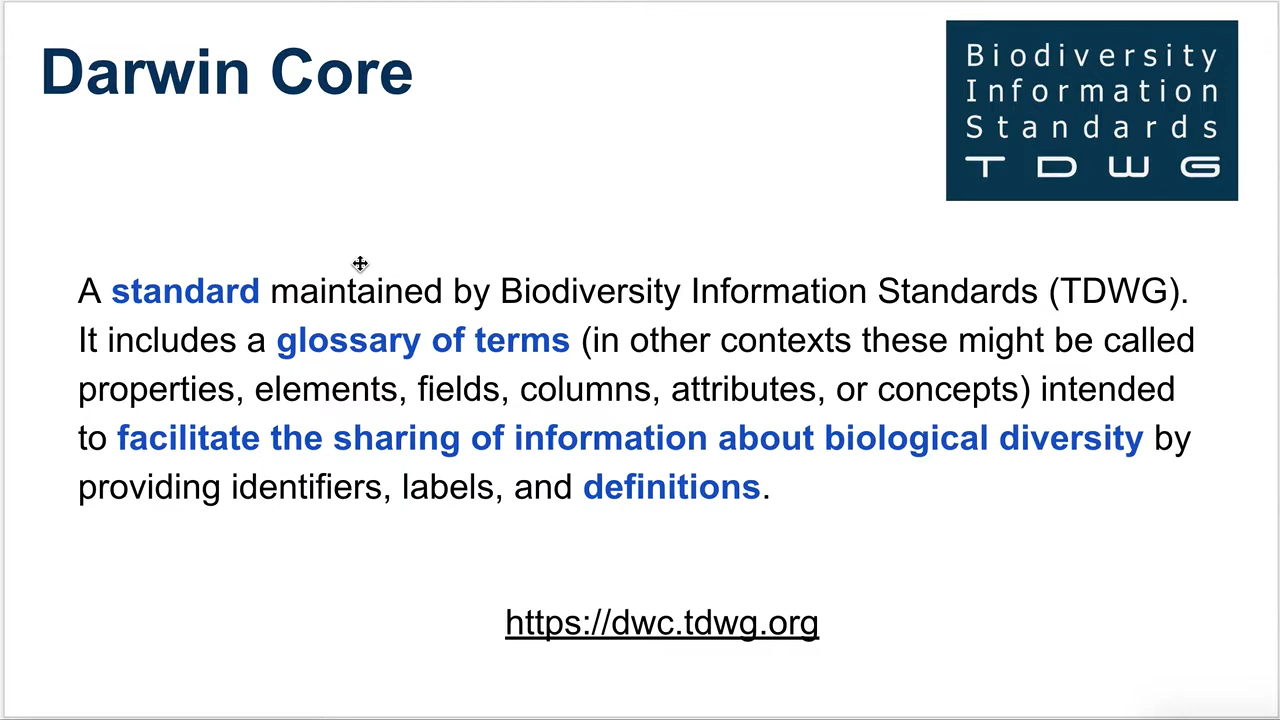 Darwin Core
Biodiversity
Information
Standards
TDWG
A standard maintained by Biodiversity Information Standards (TDWG).
It includes a glossary of terms (in other contexts these might be called
properties, elements, fields, columns, attributes, or concepts) intended
to facilitate the sharing of information about biological diversity by
providing identifiers, labels, and definitions.
https://dwc.tdwg.org